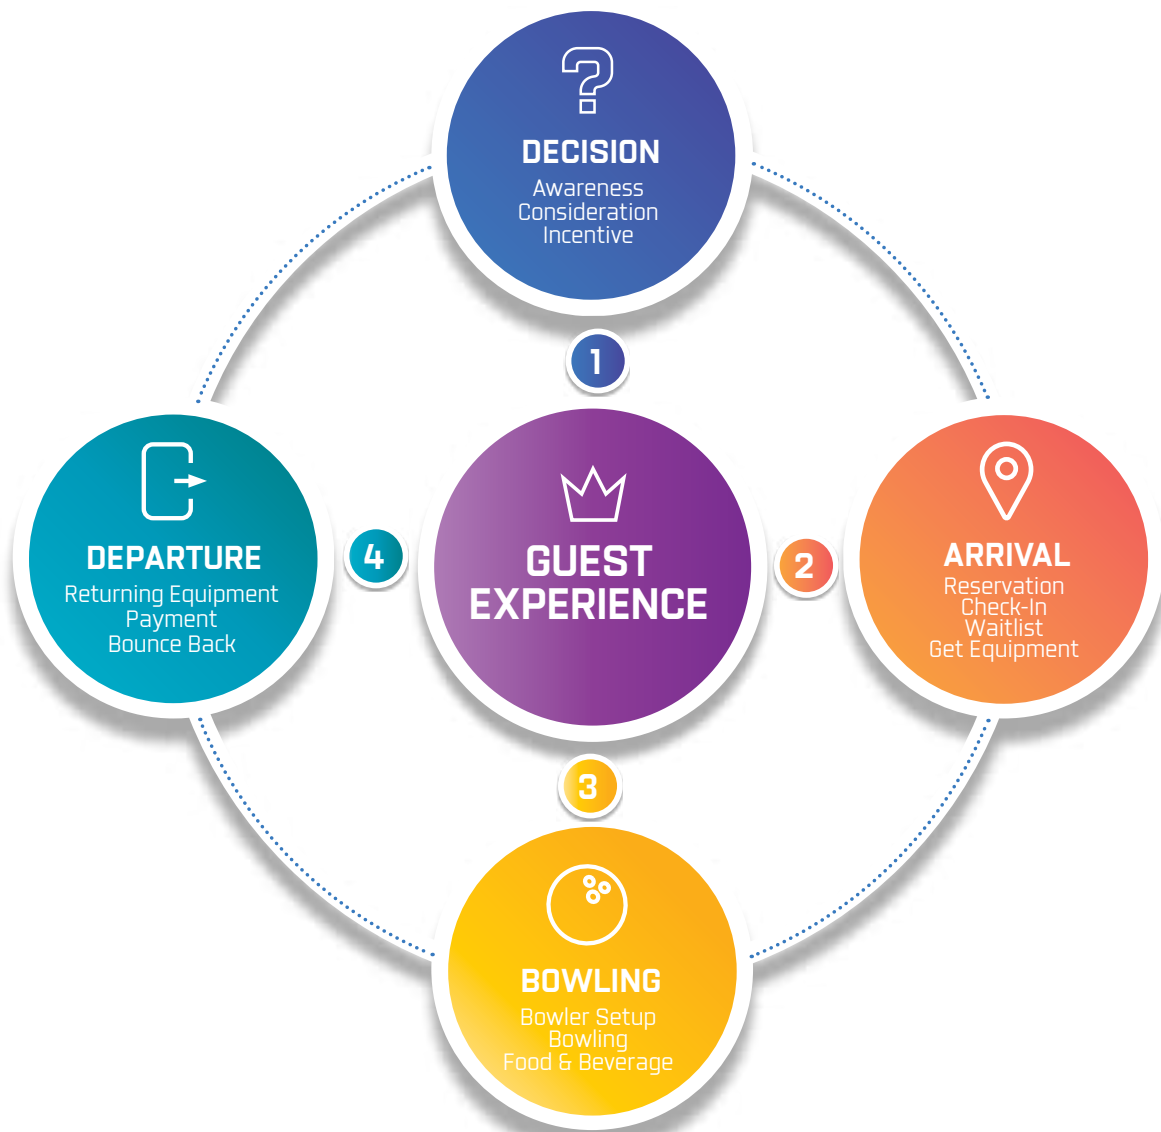 DECISION
Awareness
Consideration
Incentive
1
GUEST
EXPERIENCE
2
ARRIVAL
Reservation
Check-In
Waitlist
Get Equipment
3
BOWLING
Bowler Setup
Bowling
Food & Beverage
4
DEPARTURE
Returning Equipment
Payment
Bounce Back